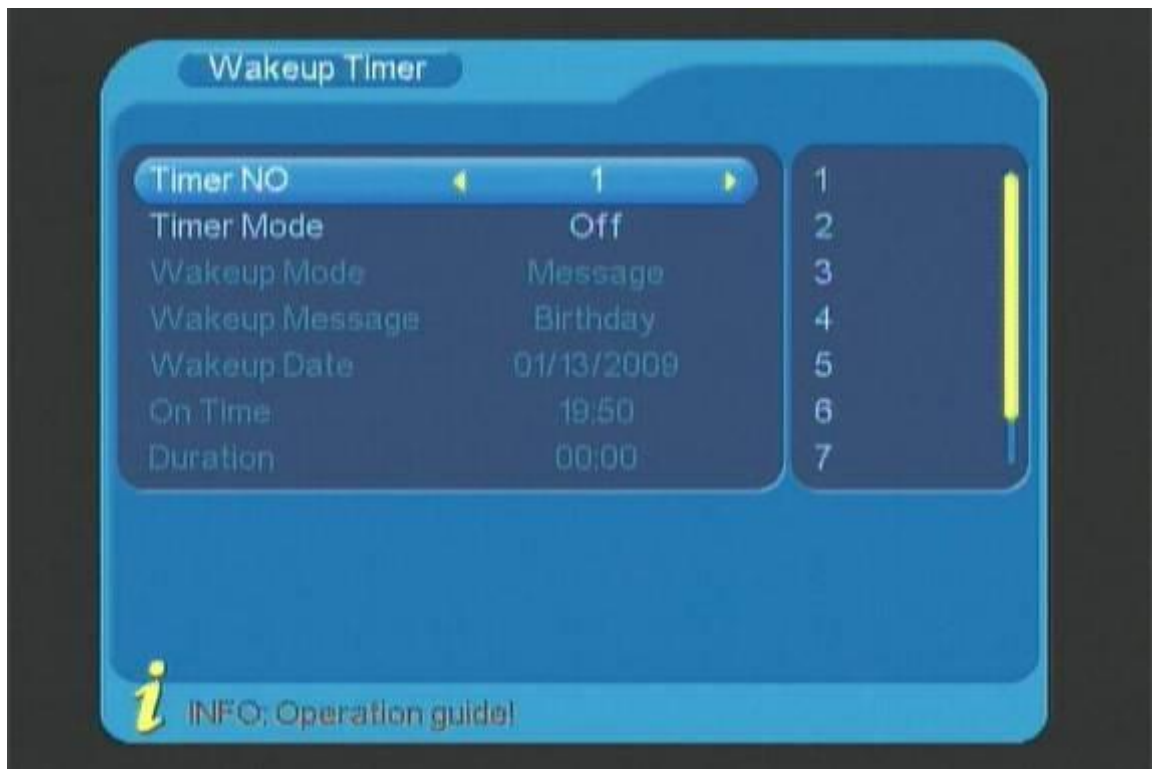 Wakeup Timer
Timer NO 1
Timer Mode Off
Wakeup Mode Message
Wakeup Message Birthday
Wakeup Date 01/13/2009
On Time 19:50
Duration 00:00
1
2
3
4
5
6
7
INFO: Operation guide!